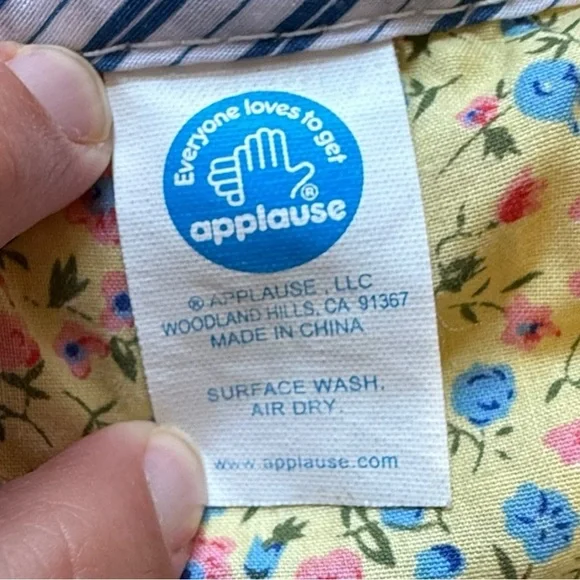 Everyone loves to get
®
applause
® APPLAUSE, LLC
WOODLAND HILLS, CA 91367
MADE IN CHINA
SURFACE WASH.
AIR DRY.
www.applause.com